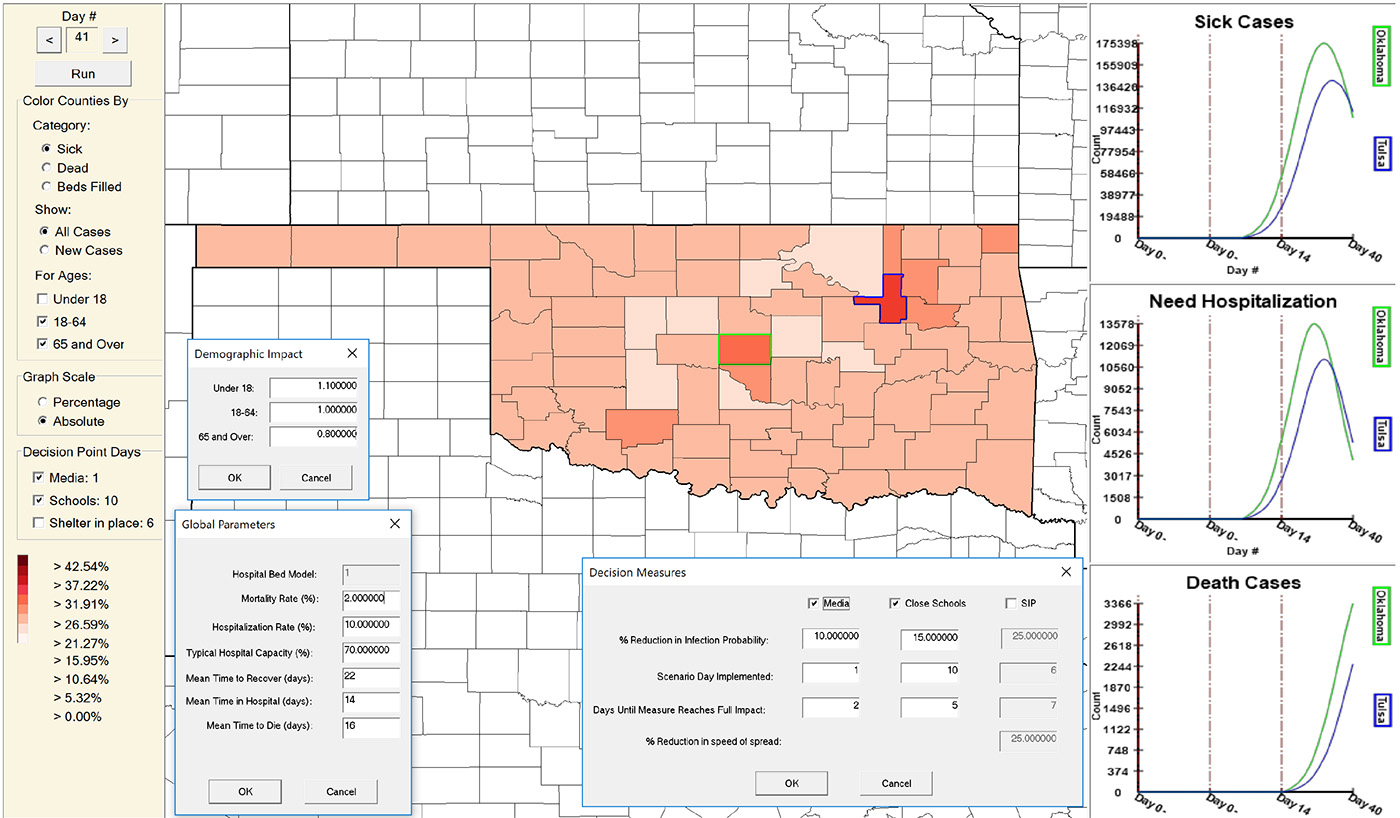 Day #
<
41
>
Run
Color Counties By
Category:
Sick
Dead
Beds Filled
Show:
All Cases
New Cases
For Ages:
Under 18
18-64
65 and Over
Graph Scale
Percentage
Absolute
Decision Point Days
Media: 1
Schools: 10
Shelter in place: 6
> 42.54%
> 37.22%
> 31.91%
> 26.59%
> 21.27%
> 15.95%
> 10.64%
> 5.32%
> 0.00%
Demographic Impact
Under 18: 1.100000
18-64: 1.000000
65 and Over: 0.800000
OK Cancel
Global Parameters
Hospital Bed Model: 1
Mortality Rate (%): 2.000000
Hospitalization Rate (%): 10.000000
Typical Hospital Capacity (%): 70.000000
Mean Time to Recover (days): 22
Mean Time in Hospital (days): 14
Mean Time to Die (days): 16
OK Cancel
Decision Measures
Media Close Schools SIP
% Reduction in Infection Probability: 10.000000 15.000000 25.000000
Scenario Day Implemented: 1 10 6
Days Until Measure Reaches Full Impact: 2 5 7
% Reduction in speed of spread: 25.000000
OK Cancel
Sick Cases
175398
155909
136420
116932
97443
77954
58466
38977
19488
0
Count
Day 0- Day 0- Day 14 Day 40
Day #
Oklahoma
Tulsa
Need Hospitalization
13578
12069
10560
9052
7543
6034
4526
3017
1508
0
Count
Day 0- Day 0- Day 14 Day 40
Day #
Oklahoma
Tulsa
Death Cases
3366
2992
2618
2244
1870
1496
1122
748
374
0
Count
Day 0- Day 0- Day 14 Day 40
Day #
Oklahoma
Tulsa